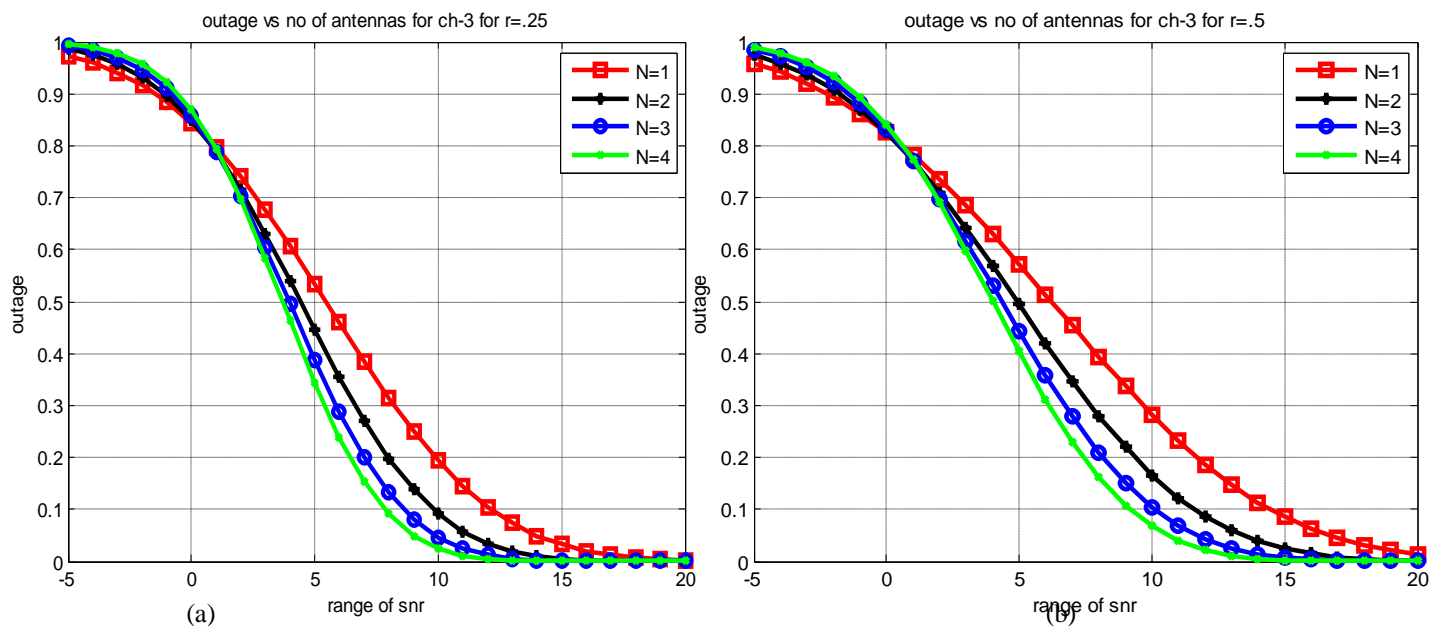 outage vs no of antennas for ch-3 for r=.25
1
0.9
0.8
0.7
0.6
0.5
0.4
0.3
0.2
0.1
0
outage
-5
0
5
10
15
20
range of snr
N=1
N=2
N=3
N=4
(a)
outage vs no of antennas for ch-3 for r=.5
1
0.9
0.8
0.7
0.6
0.5
0.4
0.3
0.2
0.1
0
outage
-5
0
5
10
15
20
range of snr
N=1
N=2
N=3
N=4
(b)